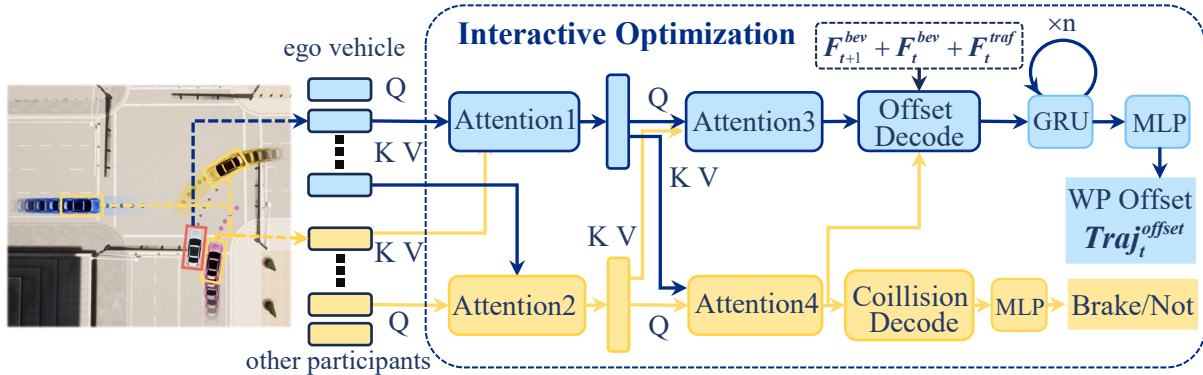 Interactive Optimization
ego vehicle
Q
K V
K V
Q
other participants
Attention1
Attention2
Q
K V
K V
Q
Attention3
Attention4
F_{t+1}^{bev} + F_t^{bev} + F_t^{traf}
Offset
Decode
Coillision
Decode
×n
GRU
MLP
MLP
WP Offset
Traj_t^{offset}
Brake/Not